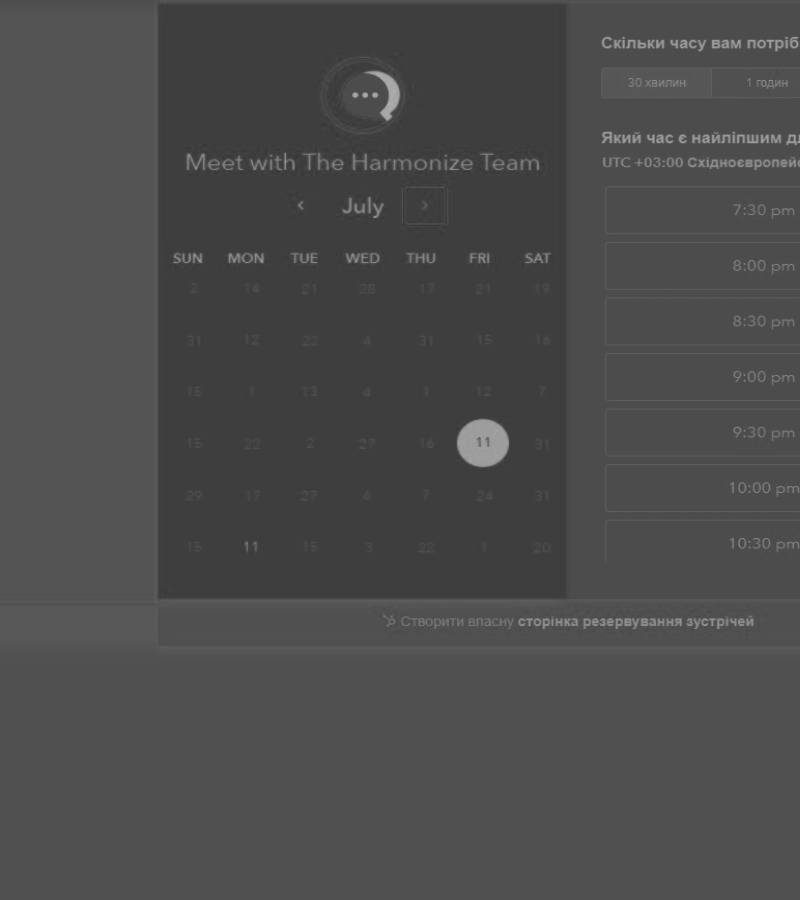 Meet with The Harmonize Team
July
SUN MON TUE WED THU FRI SAT
2 14 21 28 17 21 19
31 12 22 4 31 15 16
15 1 13 4 1 12 7
15 22 2 27 16 11 31
29 17 27 4 7 24 31
15 11 15 3 22 1 20
Скільки часу вам потріб
30 хвилин 1 годин
Який час є найліпшим д
UTC +03:00 Східноєвропейс
7:30 pm
8:00 pm
8:30 pm
9:00 pm
9:30 pm
10:00 pm
10:30 pm
Створити власну сторінка резервування зустрічей